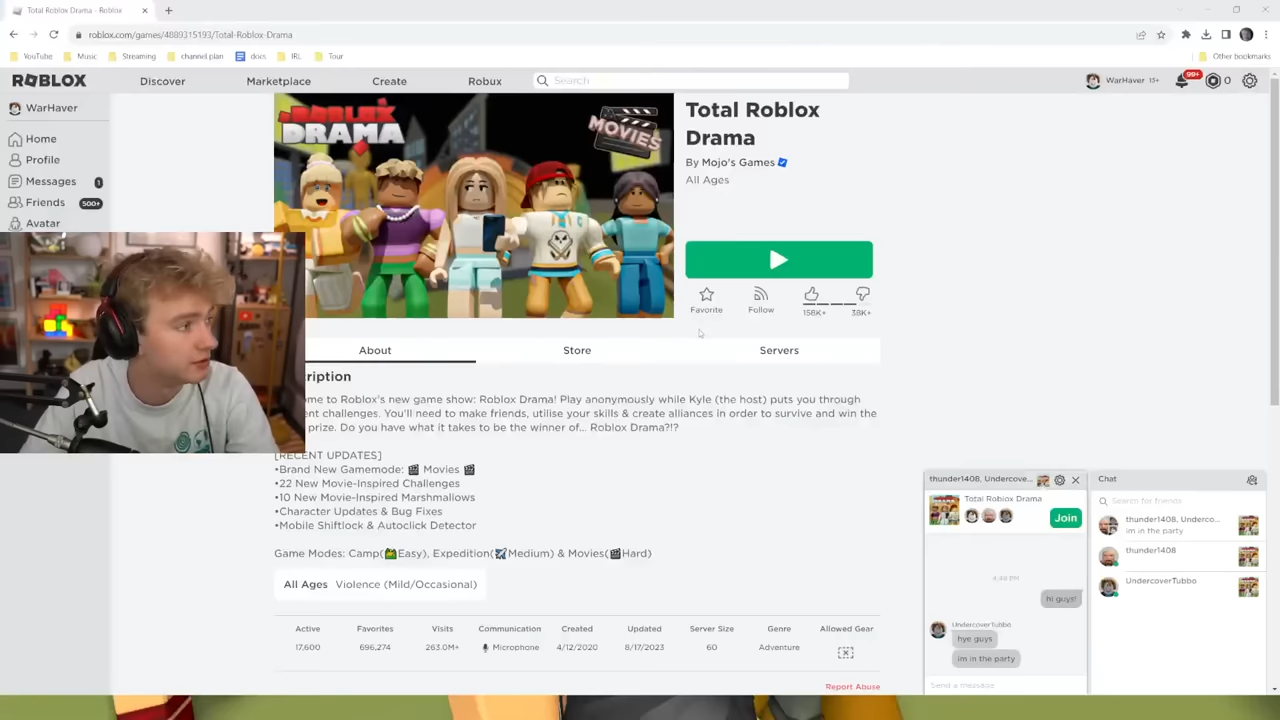 Total Roblox Drama - Roblox
roblox.com/games/4889315193/Total-Roblox-Drama
YouTube Music Streaming channel plan docs IRL Tour Other bookmarks
ROBLOX Discover Marketplace Create Robux Search WarHaver 13+ 99+ 0
WarHaver
Home
Profile
Messages 1
Friends 500+
Avatar
ROBLOX
DRAMA
MOVIES
Total Roblox
Drama
By Mojo's Games
All Ages
Favorite Follow 158K+ 38K+
About Store Servers
ription
me to Roblox's new game show: Roblox Drama! Play anonymously while Kyle (the host) puts you through
nt challenges. You'll need to make friends, utilise your skills & create alliances in order to survive and win the
prize. Do you have what it takes to be the winner of... Roblox Drama?!?
[RECENT UPDATES]
•Brand New Gamemode: 🎬 Movies 🎬
•22 New Movie-Inspired Challenges
•10 New Movie-Inspired Marshmallows
•Character Updates & Bug Fixes
•Mobile Shiftlock & Autoclick Detector
Game Modes: Camp(🏕️Easy), Expedition(✈️Medium) & Movies(🎬Hard)
All Ages Violence (Mild/Occasional)
Active Favorites Visits Communication Created Updated Server Size Genre Allowed Gear
17,600 696,274 263.0M+ Microphone 4/12/2020 8/17/2023 60 Adventure
Report Abuse
thunder1408, Undercove...
Total Roblox Drama
Join
4:49 PM
hi guys!
UndercoverTubbo
hye guys
im in the party
Send a message
Chat
Search for friends
thunder1408, Underco...
im in the party
thunder1408
UndercoverTubbo